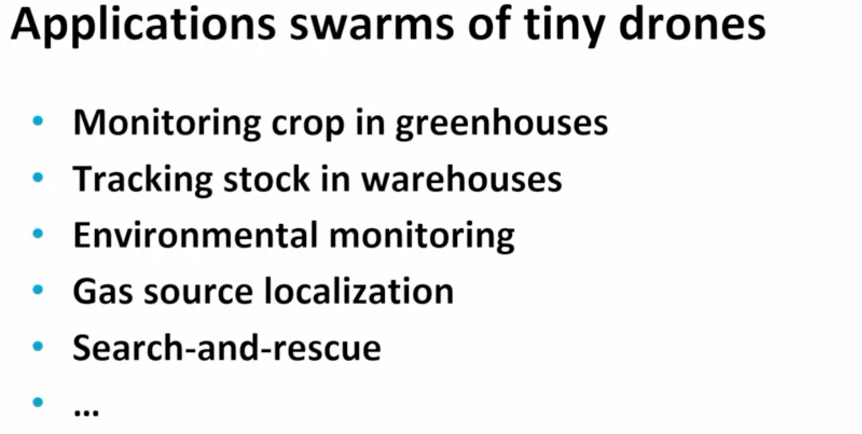 Applications swarms of tiny drones
• Monitoring crop in greenhouses
• Tracking stock in warehouses
• Environmental monitoring
• Gas source localization
• Search-and-rescue
• ...